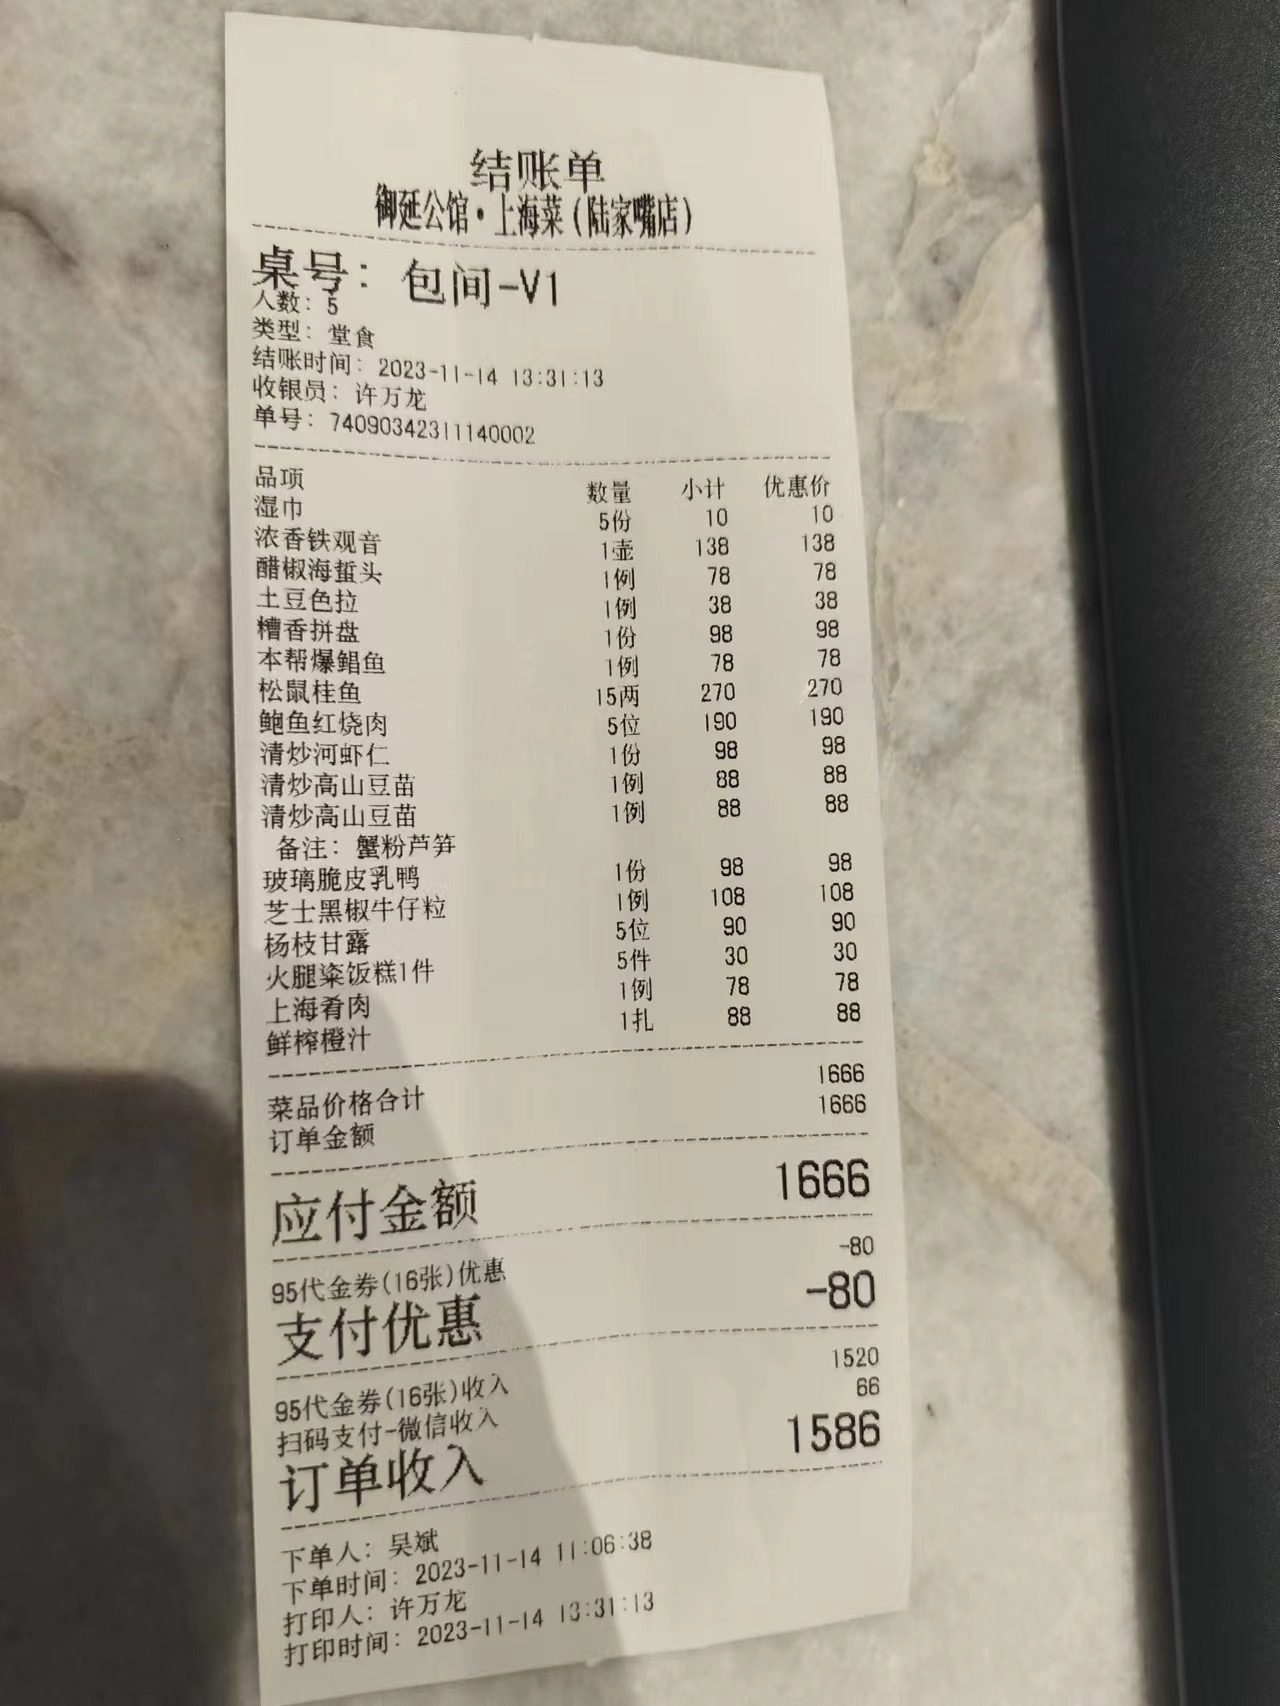 结账单
御延公馆·上海菜(陆家嘴店)
桌号: 包间-V1
人数: 5
类型: 堂食
结账时间: 2023-11-14 13:31:13
收银员: 许万龙
单号: 74090342311140002
品项 数量 小计 优惠价
湿巾 5份 10 10
浓香铁观音 1壶 138 138
醋椒海蜇头 1例 78 78
土豆色拉 1例 38 38
糟香拼盘 1份 98 98
本帮爆鲳鱼 1例 78 78
松鼠桂鱼 15两 270 270
鲍鱼红烧肉 5位 190 190
清炒河虾仁 1份 98 98
清炒高山豆苗 1例 88 88
清炒高山豆苗 1例 88 88
备注: 蟹粉芦笋
玻璃脆皮乳鸭 1份 98 98
芝士黑椒牛仔粒 1例 108 108
杨枝甘露 5位 90 90
火腿粢饭糕1件 5件 30 30
上海肴肉 1例 78 78
鲜榨橙汁 1扎 88 88
菜品价格合计 1666
订单金额 1666
应付金额 1666
95代金券(16张)优惠 -80
支付优惠 -80
95代金券(16张)收入 1520
扫码支付-微信收入 66
订单收入 1586
下单人: 吴斌
下单时间: 2023-11-14 11:06:38
打印人: 许万龙
打印时间: 2023-11-14 13:31:13